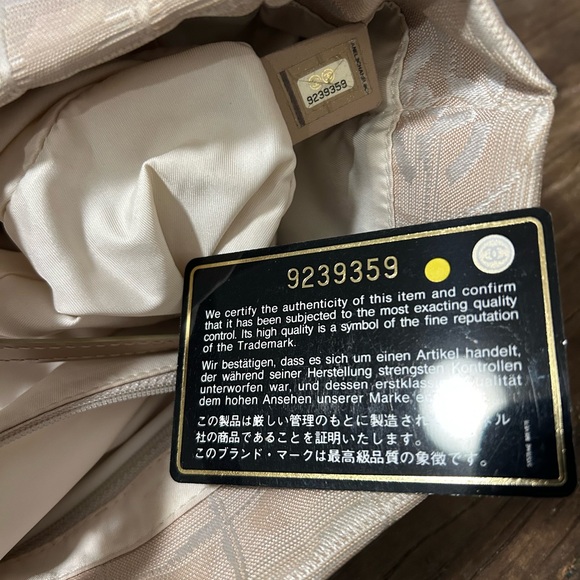 9239359
9239359
We certify the authenticity of this item and confirm
that it has been subjected to the most exacting quality
control. Its high quality is a symbol of the fine reputation
of the Trademark.
Wir bestätigen, dass es sich um einen Artikel handelt,
der während seiner Herstellung strengsten Kontrollen
unterworfen war, und dessen erstklass
dem hohen Ansehen unserer Marke
この製品は厳しい管理のもとに製造され
社の商品であることを証明いたします。
このブランド・マークは最高級品質の象徴です。